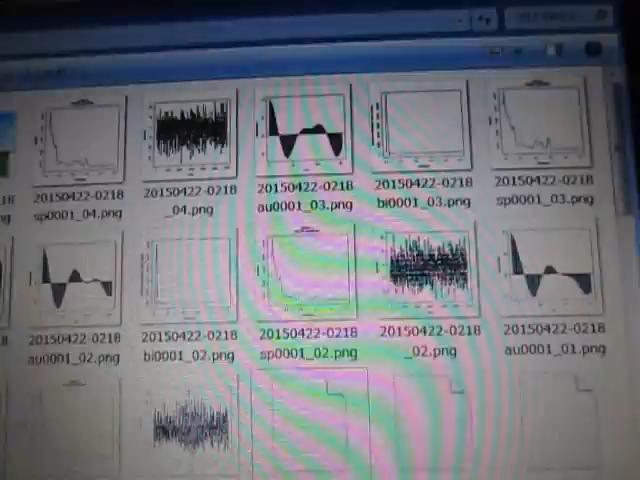 20150422-0218
sp0001_04.png
20150422-0218
_04.png
20150422-0218
au0001_03.png
20150422-0218
bi0001_03.png
20150422-0218
sp0001_03.png
20150422-0218
au0001_02.png
20150422-0218
bi0001_02.png
20150422-0218
sp0001_02.png
20150422-0218
_02.png
20150422-0218
au0001_01.png